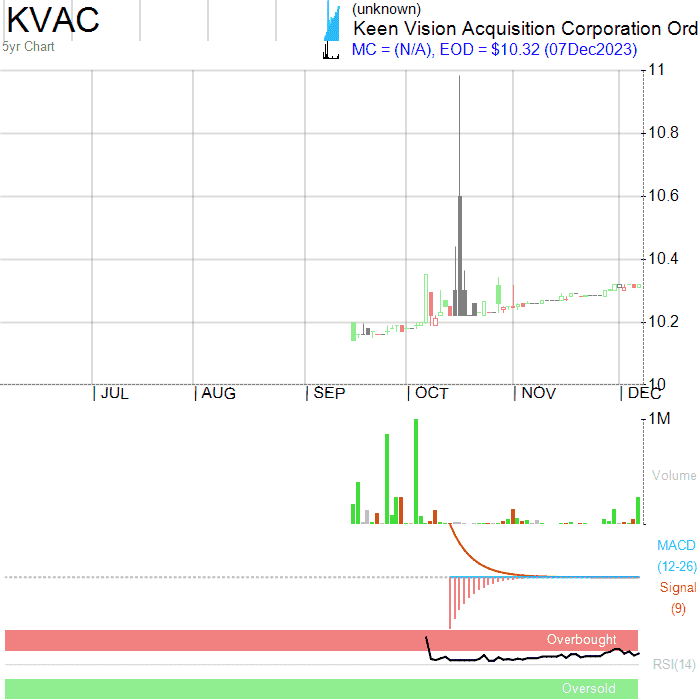 KVAC
5yr Chart
(unknown)
Keen Vision Acquisition Corporation Ord
MC = (N/A), EOD = $10.32 (07Dec2023)
11
10.8
10.6
10.4
10.2
10
JUL
AUG
SEP
OCT
NOV
DEC
1M
Volume
MACD
(12-26)
Signal
(9)
Overbought
RSI(14)
Oversold